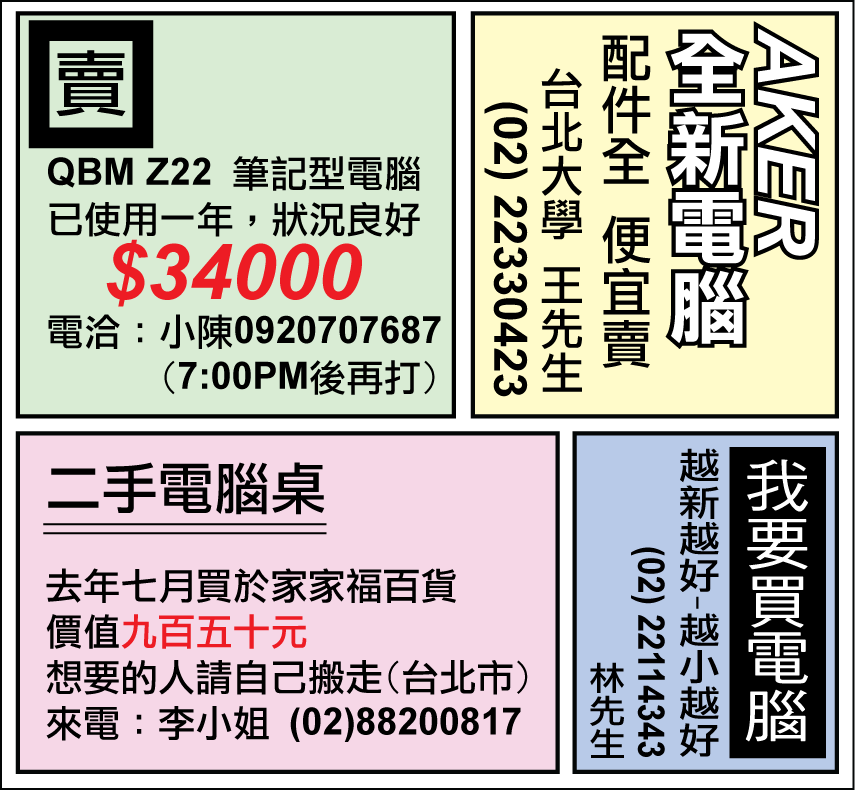 賣
QBM Z22 筆記型電腦
已使用一年，狀況良好
$34000
電洽：小陳0920707687
（7:00PM後再打）
AKER
全新電腦
配件全 便宜賣
台北大學 王先生
(02) 22330423
二手電腦桌
去年七月買於家家福百貨
價值九百五十元
想要的人請自己搬走（台北市）
來電：李小姐 (02)88200817
我要買電腦
越新越好-越小越好
(02) 22114343
林先生